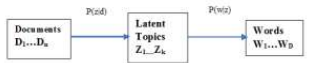 P(z|d)
P(w|z)
Documents
D1...Dn
Latent
Topics
Z1...Zk
Words
W1...WD